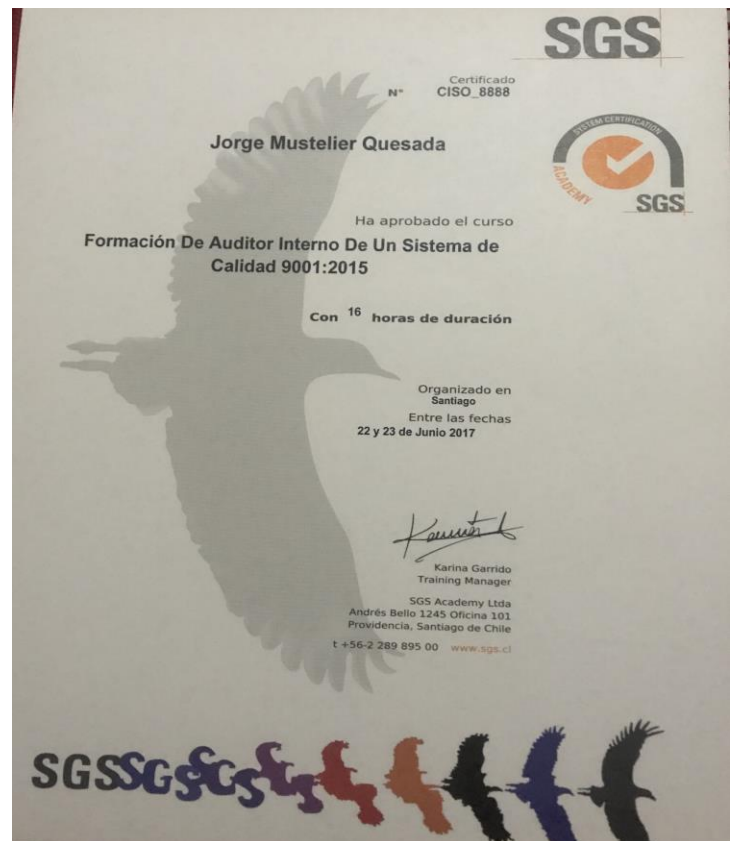 SGS
Certificado
N° CISO_8888
Jorge Mustelier Quesada
SYSTEM CERTIFICATION
ACADEMY
SGS
Ha aprobado el curso
Formación De Auditor Interno De Un Sistema de
Calidad 9001:2015
Con 16 horas de duración
Organizado en
Santiago
Entre las fechas
22 y 23 de Junio 2017
Karina Garrido
Training Manager
SGS Academy Ltda
Andrés Bello 1245 Oficina 101
Providencia, Santiago de Chile
t +56-2 289 895 00 www.sgs.cl
SGSSGSSGS